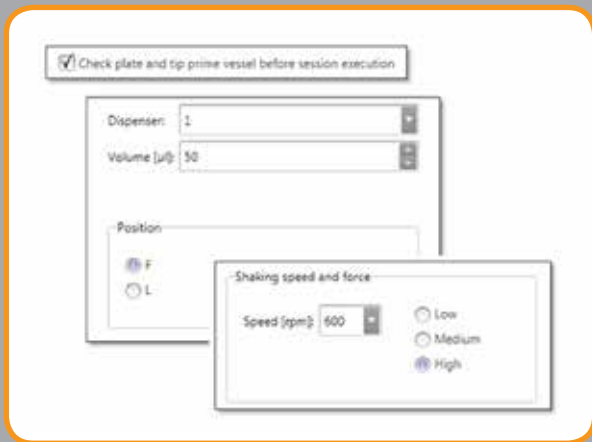 Check plate and tip prime vessel before session execution
Dispenser: 1
Volume [µl]: 50
Position
F
L
Shaking speed and force
Speed [rpm]: 600
Low
Medium
High